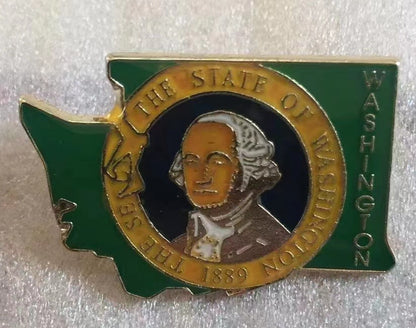 THE SEAL OF THE STATE OF WASHINGTON
1889
WASHINGTON